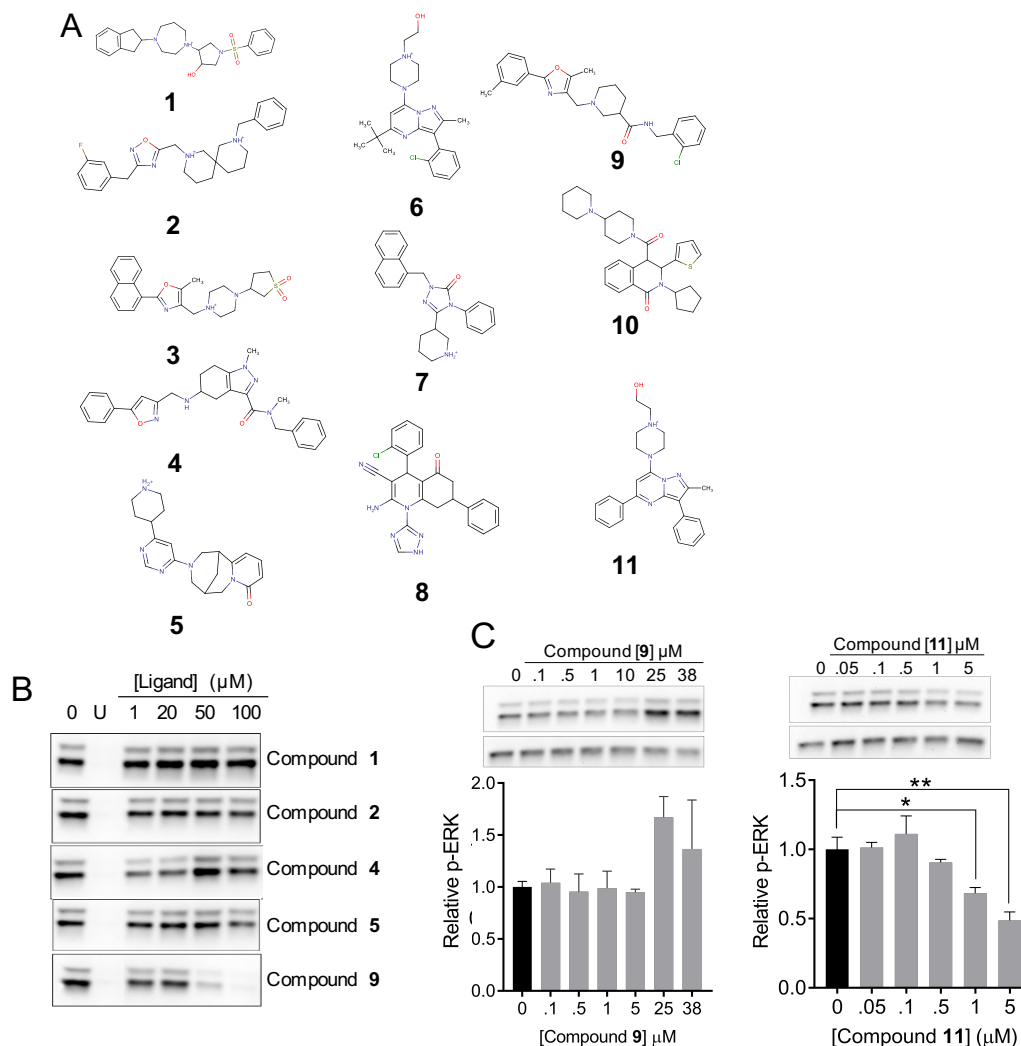 A
1
2
3
4
5
6
7
8
9
10
11
B
[Ligand] (µM)
0 U 1 20 50 100
Compound 1
Compound 2
Compound 4
Compound 5
Compound 9
C
Compound [9] µM
0 .1 .5 1 10 25 38
Relative p-ERK
2.0
1.5
1.0
0.5
0.0
0 .1 .5 1 5 25 38
[Compound 9] µM
Compound [11] µM
0 .05 .1 .5 1 5
Relative p-ERK
1.5
1.0
0.5
0.0
**
*
0 .05 .1 .5 1 5
[Compound 11] (µM)